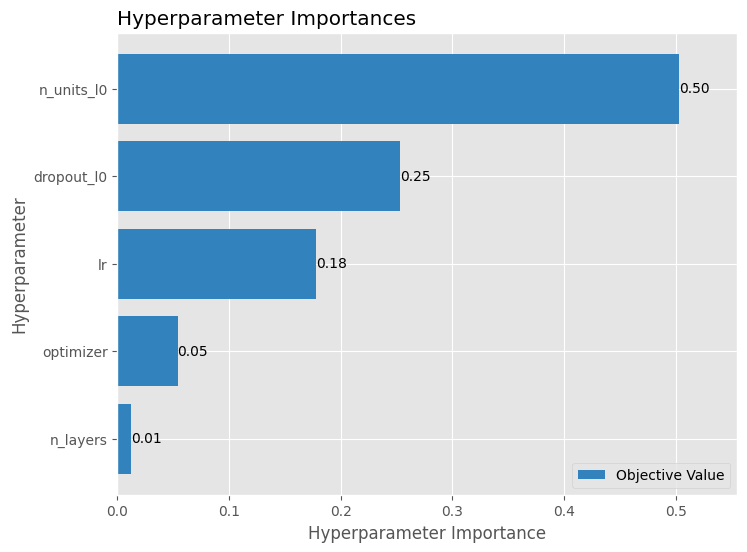 Hyperparameter Importances
Hyperparameter
n_units_l0
0.50
dropout_l0
0.25
lr
0.18
optimizer
0.05
n_layers
0.01
Objective Value
0.0 0.1 0.2 0.3 0.4 0.5
Hyperparameter Importance